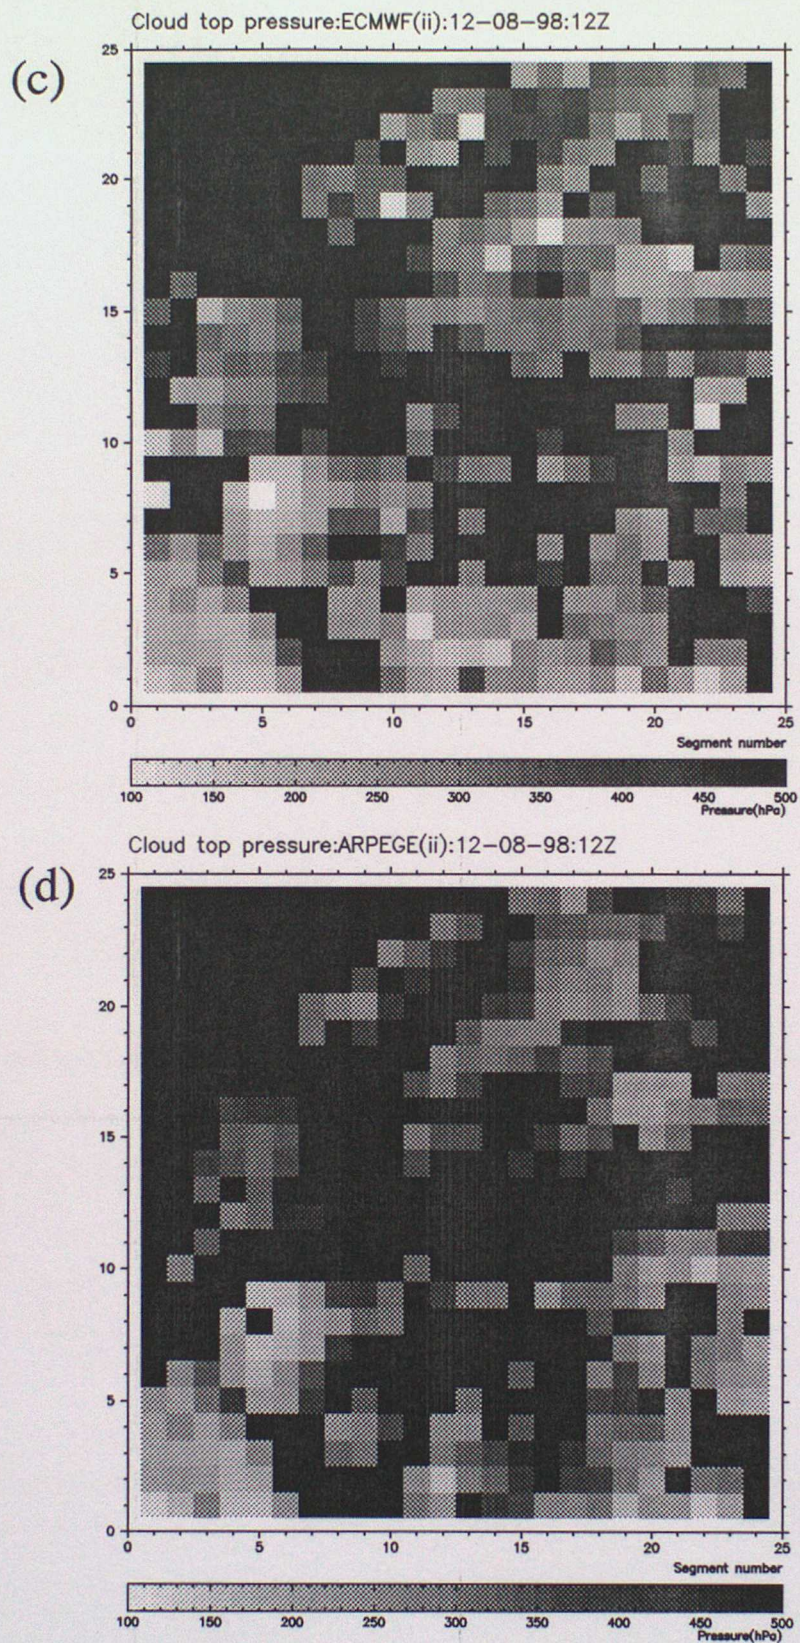 Cloud top pressure:ECMWF(ii):12-08-98:12Z
(c)
25
20
15
10
5
0
0 5 10 15 20 25
Segment number
100 150 200 250 300 350 400 450 500
Pressure(hPa)
Cloud top pressure:ARPEGE(ii):12-08-98:12Z
(d)
25
20
15
10
5
0
0 5 10 15 20 25
Segment number
100 150 200 250 300 350 400 450 500
Pressure(hPa)